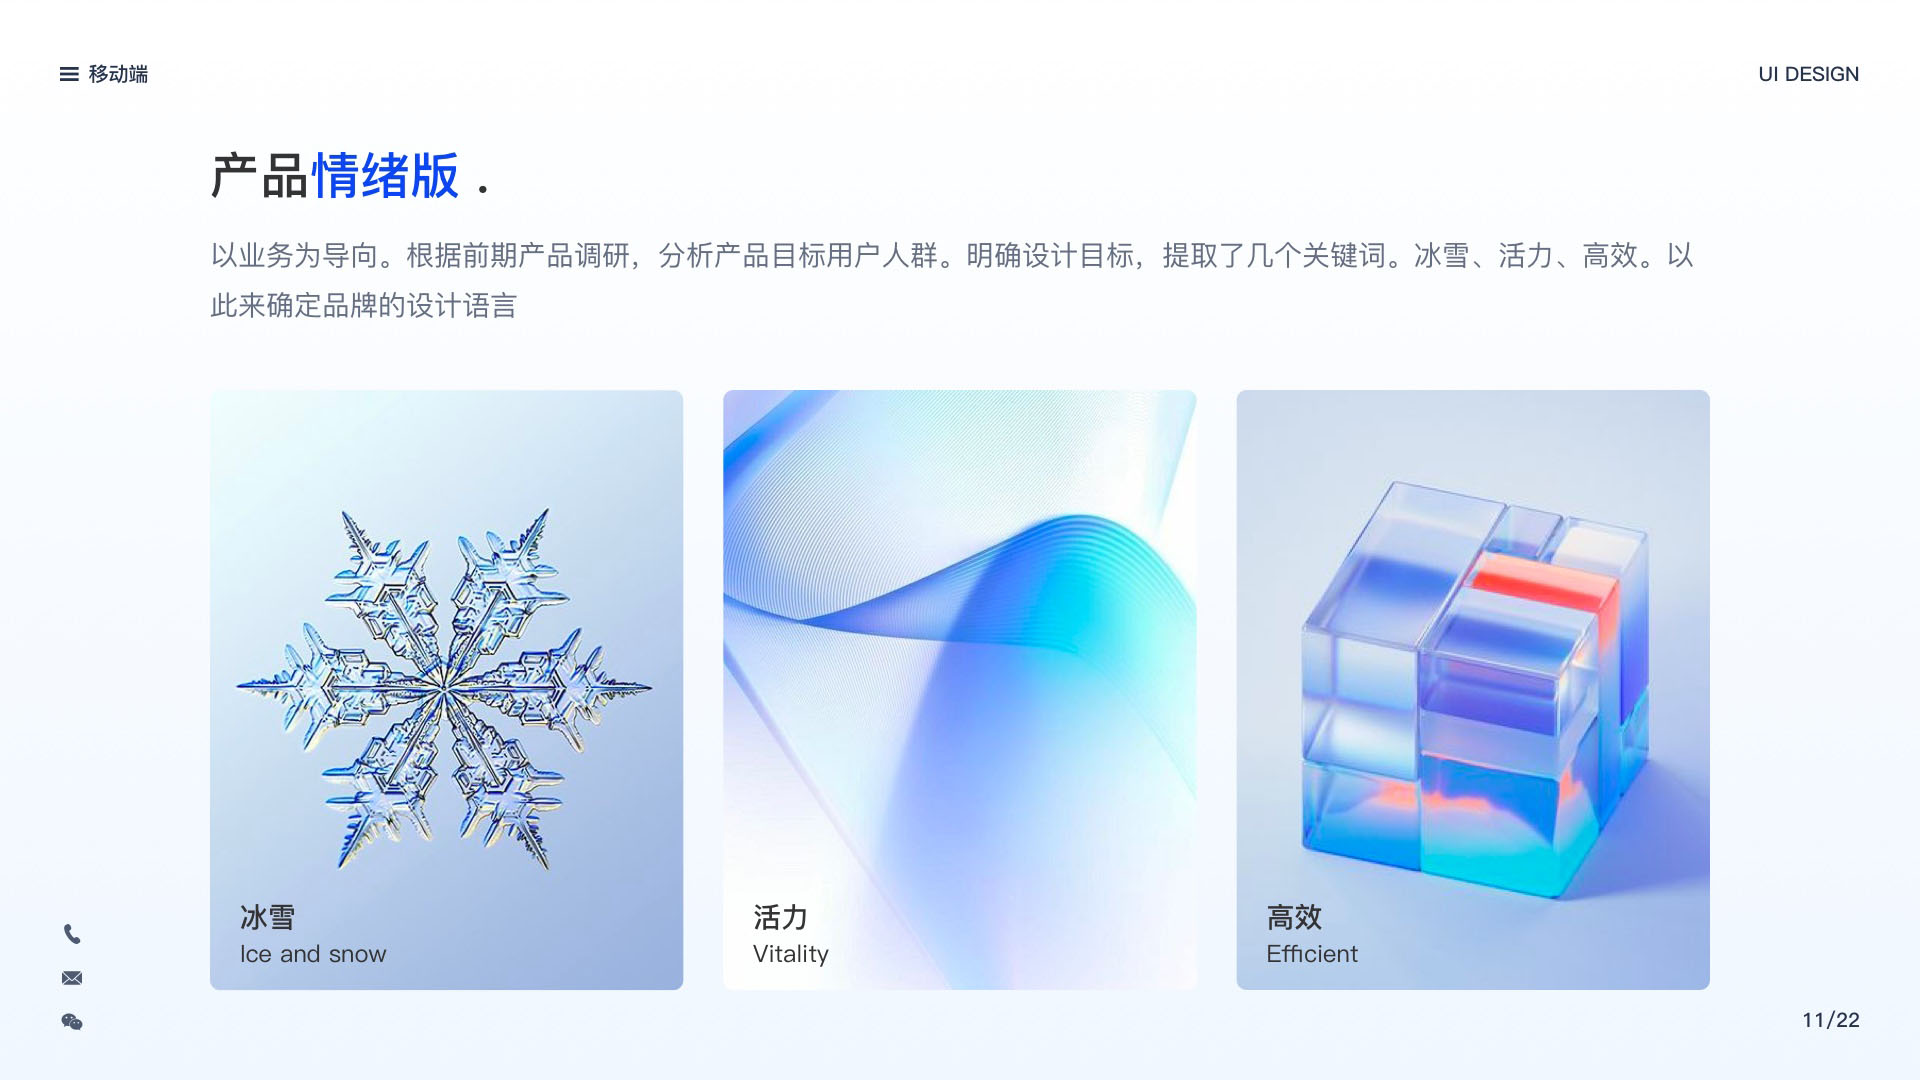 移动端
UI DESIGN
产品情绪版 .
以业务为导向。根据前期产品调研，分析产品目标用户人群。明确设计目标，提取了几个关键词。冰雪、活力、高效。以
此来确定品牌的设计语言
冰雪
Ice and snow
活力
Vitality
高效
Efficient
11/22